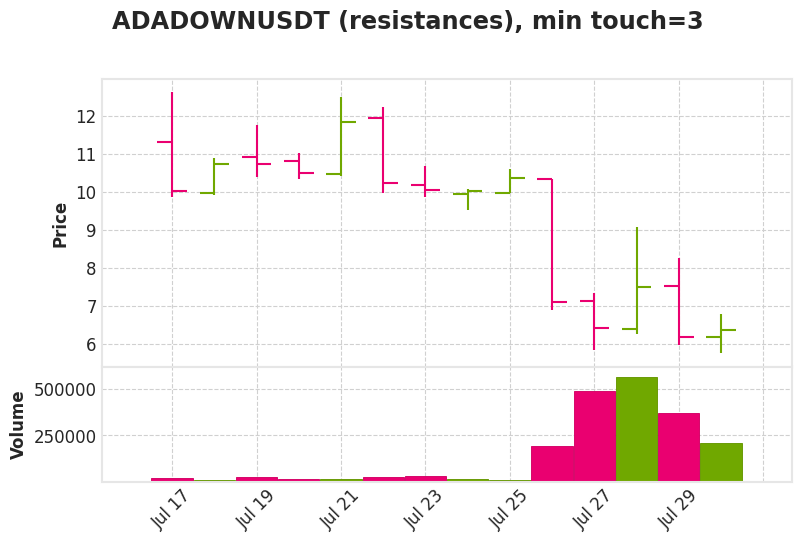 ADADOWNUSDT (resistances), min touch=3
Price
12
11
10
9
8
7
6
Volume
500000
250000
Jul 17
Jul 19
Jul 21
Jul 23
Jul 25
Jul 27
Jul 29